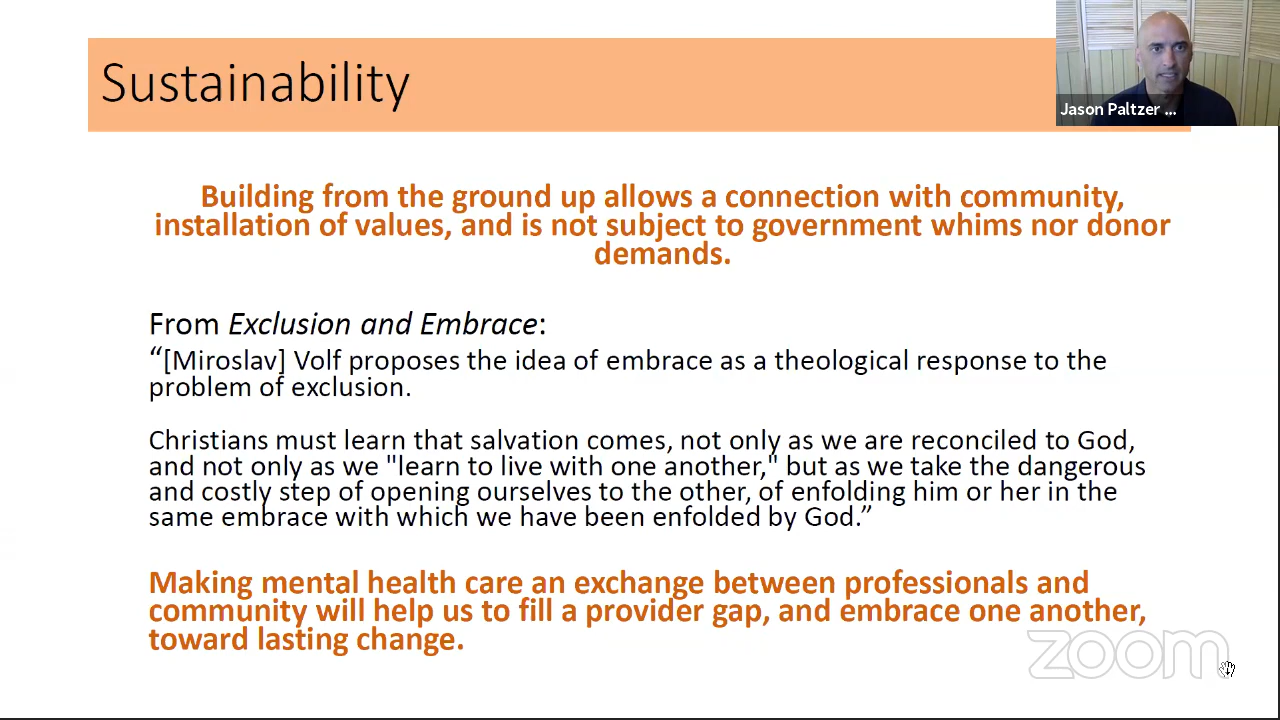 Sustainability
Jason Paltzer ...
Building from the ground up allows a connection with community,
installation of values, and is not subject to government whims nor donor
demands.
From Exclusion and Embrace:
“[Miroslav] Volf proposes the idea of embrace as a theological response to the
problem of exclusion.
Christians must learn that salvation comes, not only as we are reconciled to God,
and not only as we "learn to live with one another," but as we take the dangerous
and costly step of opening ourselves to the other, of enfolding him or her in the
same embrace with which we have been enfolded by God.”
Making mental health care an exchange between professionals and
community will help us to fill a provider gap, and embrace one another,
toward lasting change.
zoom